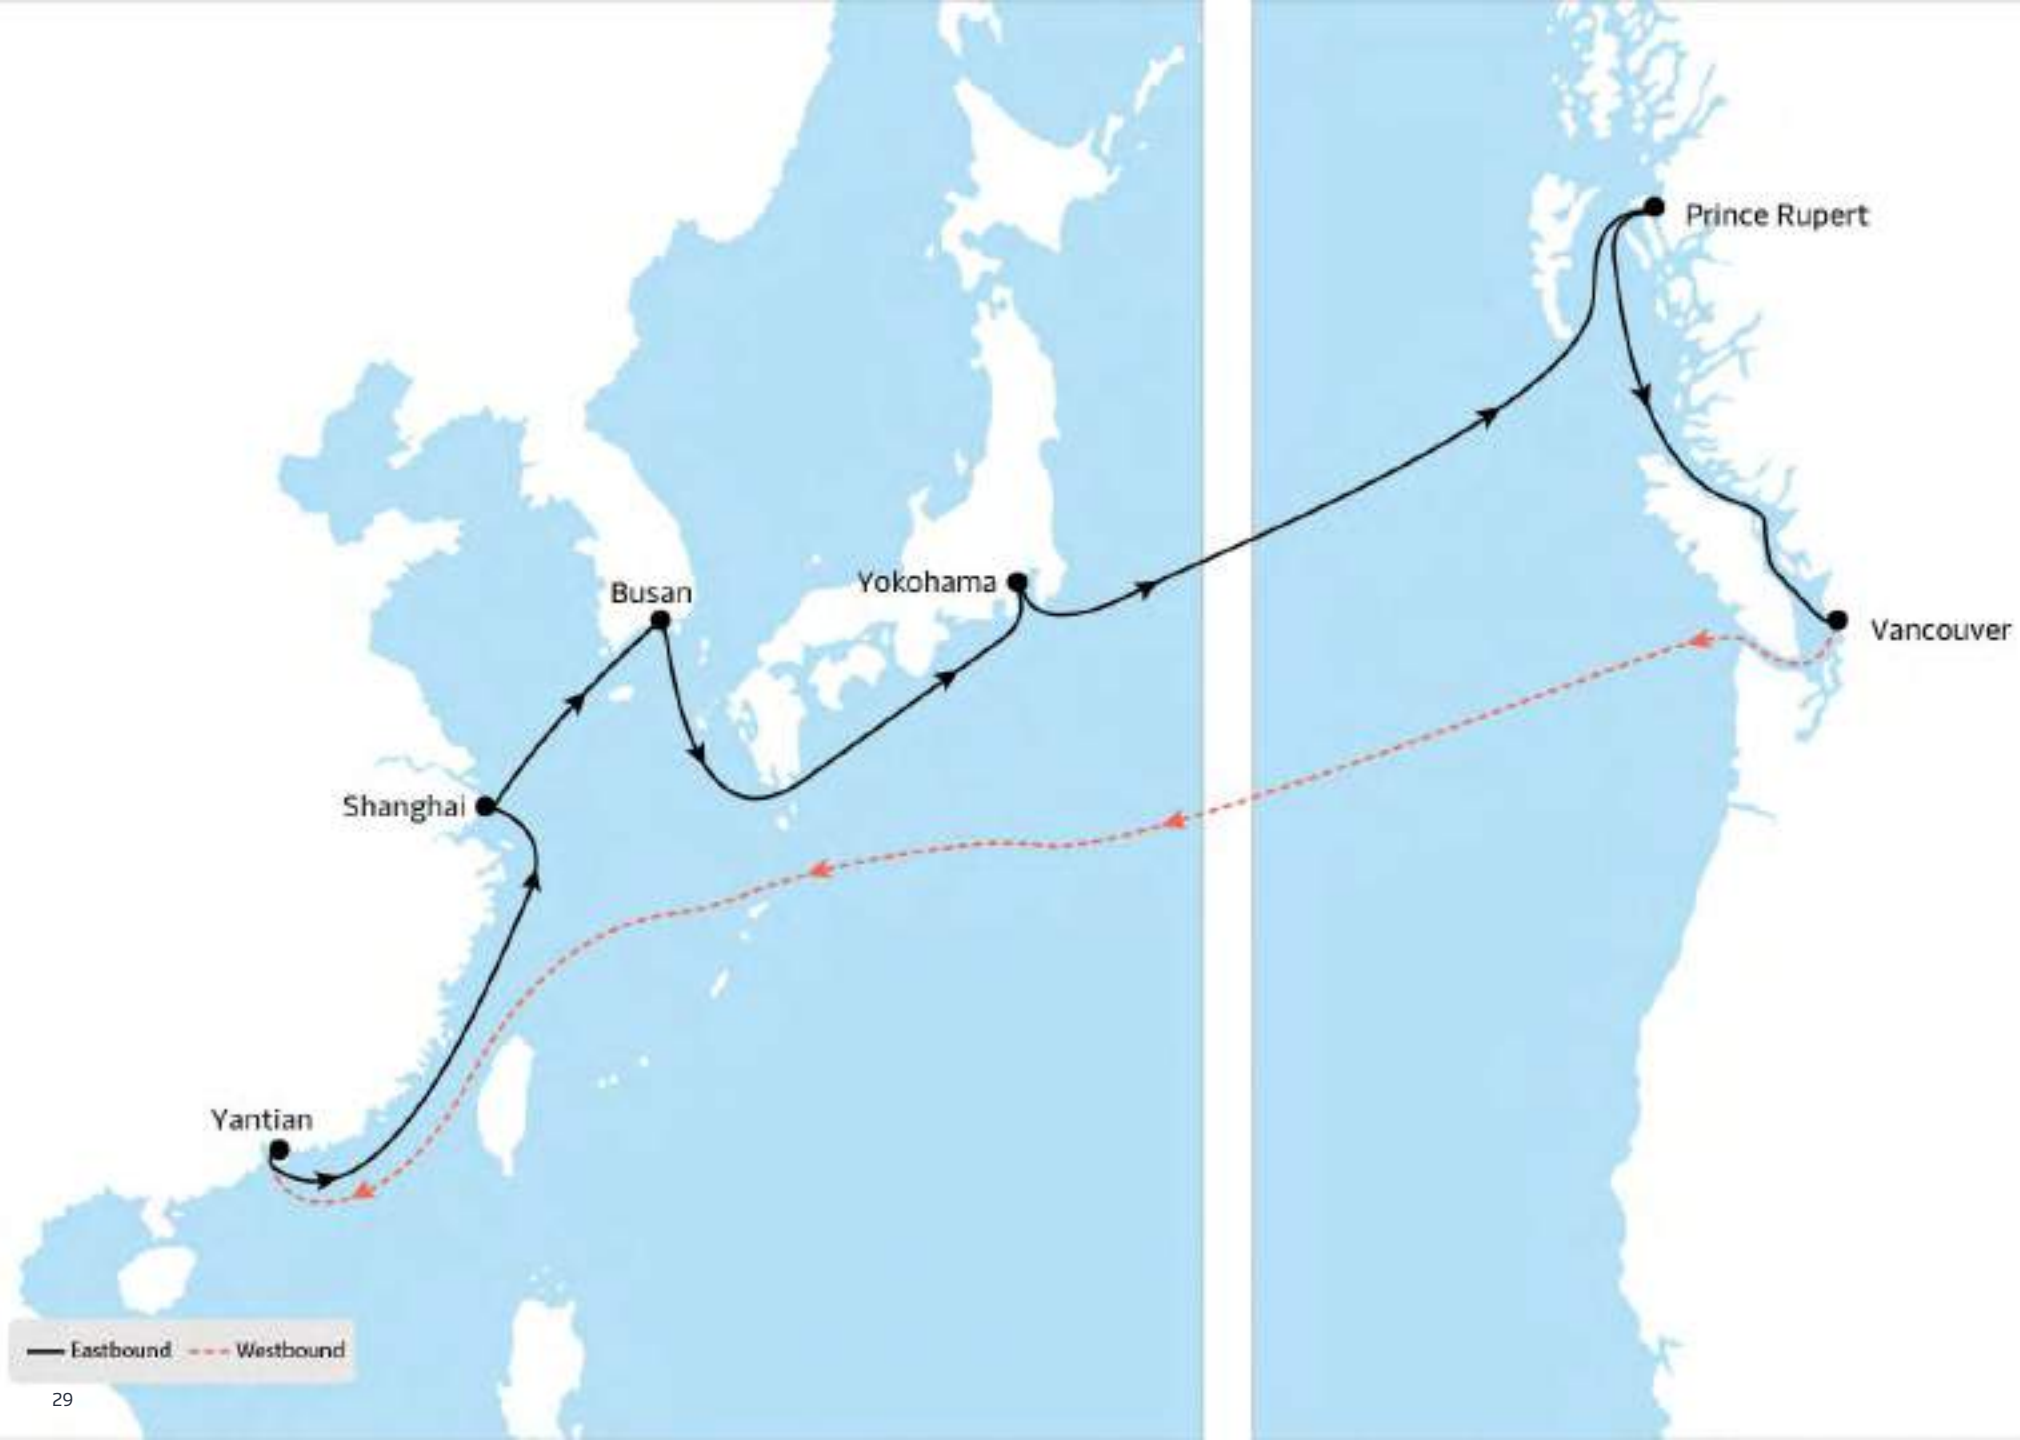 Prince Rupert
Yokohama
Busan
Vancouver
Shanghai
Yantian
Eastbound
Westbound
29